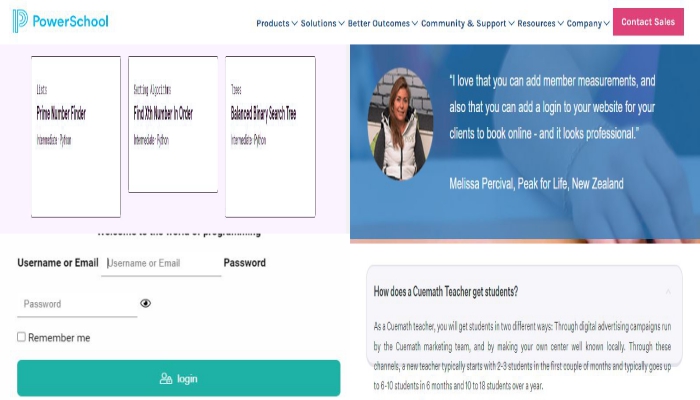 PowerSchool
Products Solutions Better Outcomes Community & Support Resources Company Contact Sales
Lists
Prime Number Finder
Intermediate · Python
Sorting Algorithms
Find Xth Number In Order
Intermediate · Python
Trees
Balanced Binary Search Tree
Intermediate · Python
"I love that you can add member measurements, and
also that you can add a login to your website for your
clients to book online - and it looks professional."
Melissa Percival, Peak for Life, New Zealand
Welcome to the world of programming
Username or Email Username or Email Password
Password
Remember me
login
How does a Cuemath Teacher get students?
As a Cuemath teacher, you will get students in two different ways: Through digital advertising campaigns run
by the Cuemath marketing team, and by making your own center well known locally. Through these
channels, a new teacher typically starts with 2-3 students in the first couple of months and typically goes up
to 6-10 students in 6 months and 10 to 18 students over a year.